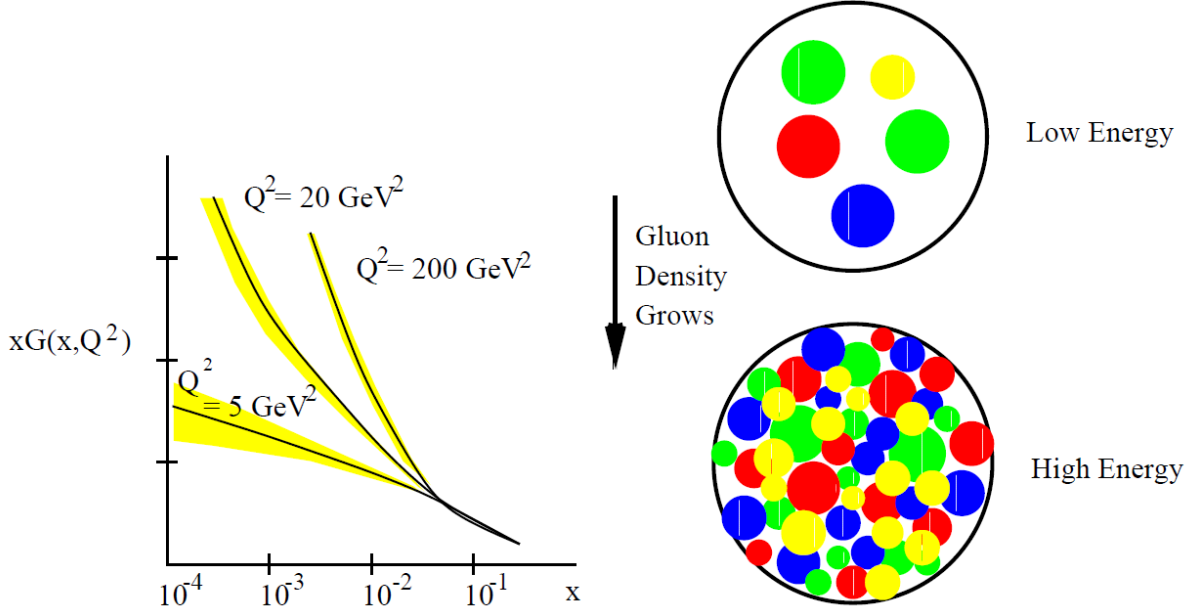 Q²= 20 GeV²
Q²= 200 GeV²
xG(x,Q²)
Q²
= 5 GeV²
10⁻⁴
10⁻³
10⁻²
10⁻¹
x
Gluon
Density
Grows
Low Energy
High Energy